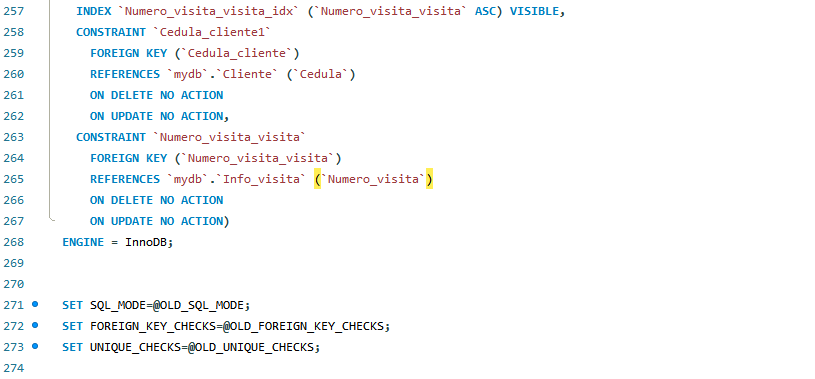 257 INDEX `Numero_visita_visita_idx` (`Numero_visita_visita` ASC) VISIBLE,
258 CONSTRAINT `Cedula_cliente1`
259 FOREIGN KEY (`Cedula_cliente`)
260 REFERENCES `mydb`.`Cliente` (`Cedula`)
261 ON DELETE NO ACTION
262 ON UPDATE NO ACTION,
263 CONSTRAINT `Numero_visita_visita`
264 FOREIGN KEY (`Numero_visita_visita`)
265 REFERENCES `mydb`.`Info_visita` (`Numero_visita`)
266 ON DELETE NO ACTION
267 ON UPDATE NO ACTION)
268 ENGINE = InnoDB;
269
270
271 SET SQL_MODE=@OLD_SQL_MODE;
272 SET FOREIGN_KEY_CHECKS=@OLD_FOREIGN_KEY_CHECKS;
273 SET UNIQUE_CHECKS=@OLD_UNIQUE_CHECKS;
274